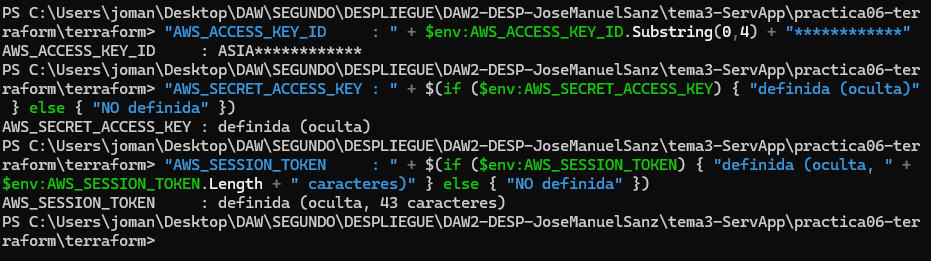 PS C:\Users\joman\Desktop\DAW\SEGUNDO\DESPLIEGUE\DAW2-DESP-JoseManuelSanz\tema3-ServApp\practica06-ter
raform\terraform> "AWS_ACCESS_KEY_ID     : " + $env:AWS_ACCESS_KEY_ID.Substring(0,4) + "************"
AWS_ACCESS_KEY_ID     : ASIA************
PS C:\Users\joman\Desktop\DAW\SEGUNDO\DESPLIEGUE\DAW2-DESP-JoseManuelSanz\tema3-ServApp\practica06-ter
raform\terraform> "AWS_SECRET_ACCESS_KEY : " + $(if ($env:AWS_SECRET_ACCESS_KEY) { "definida (oculta)"
 } else { "NO definida" })
AWS_SECRET_ACCESS_KEY : definida (oculta)
PS C:\Users\joman\Desktop\DAW\SEGUNDO\DESPLIEGUE\DAW2-DESP-JoseManuelSanz\tema3-ServApp\practica06-ter
raform\terraform> "AWS_SESSION_TOKEN     : " + $(if ($env:AWS_SESSION_TOKEN) { "definida (oculta, " +
$env:AWS_SESSION_TOKEN.Length + " caracteres)" } else { "NO definida" })
AWS_SESSION_TOKEN     : definida (oculta, 43 caracteres)
PS C:\Users\joman\Desktop\DAW\SEGUNDO\DESPLIEGUE\DAW2-DESP-JoseManuelSanz\tema3-ServApp\practica06-ter
raform\terraform>